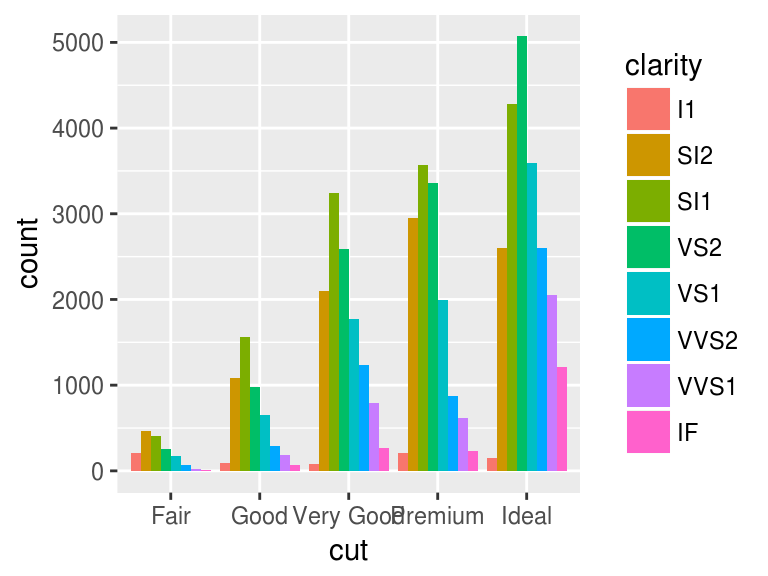 5000
4000
3000
2000
1000
0
count
Fair
Good
Very Good
Premium
Ideal
cut
clarity
I1
SI2
SI1
VS2
VS1
VVS2
VVS1
IF